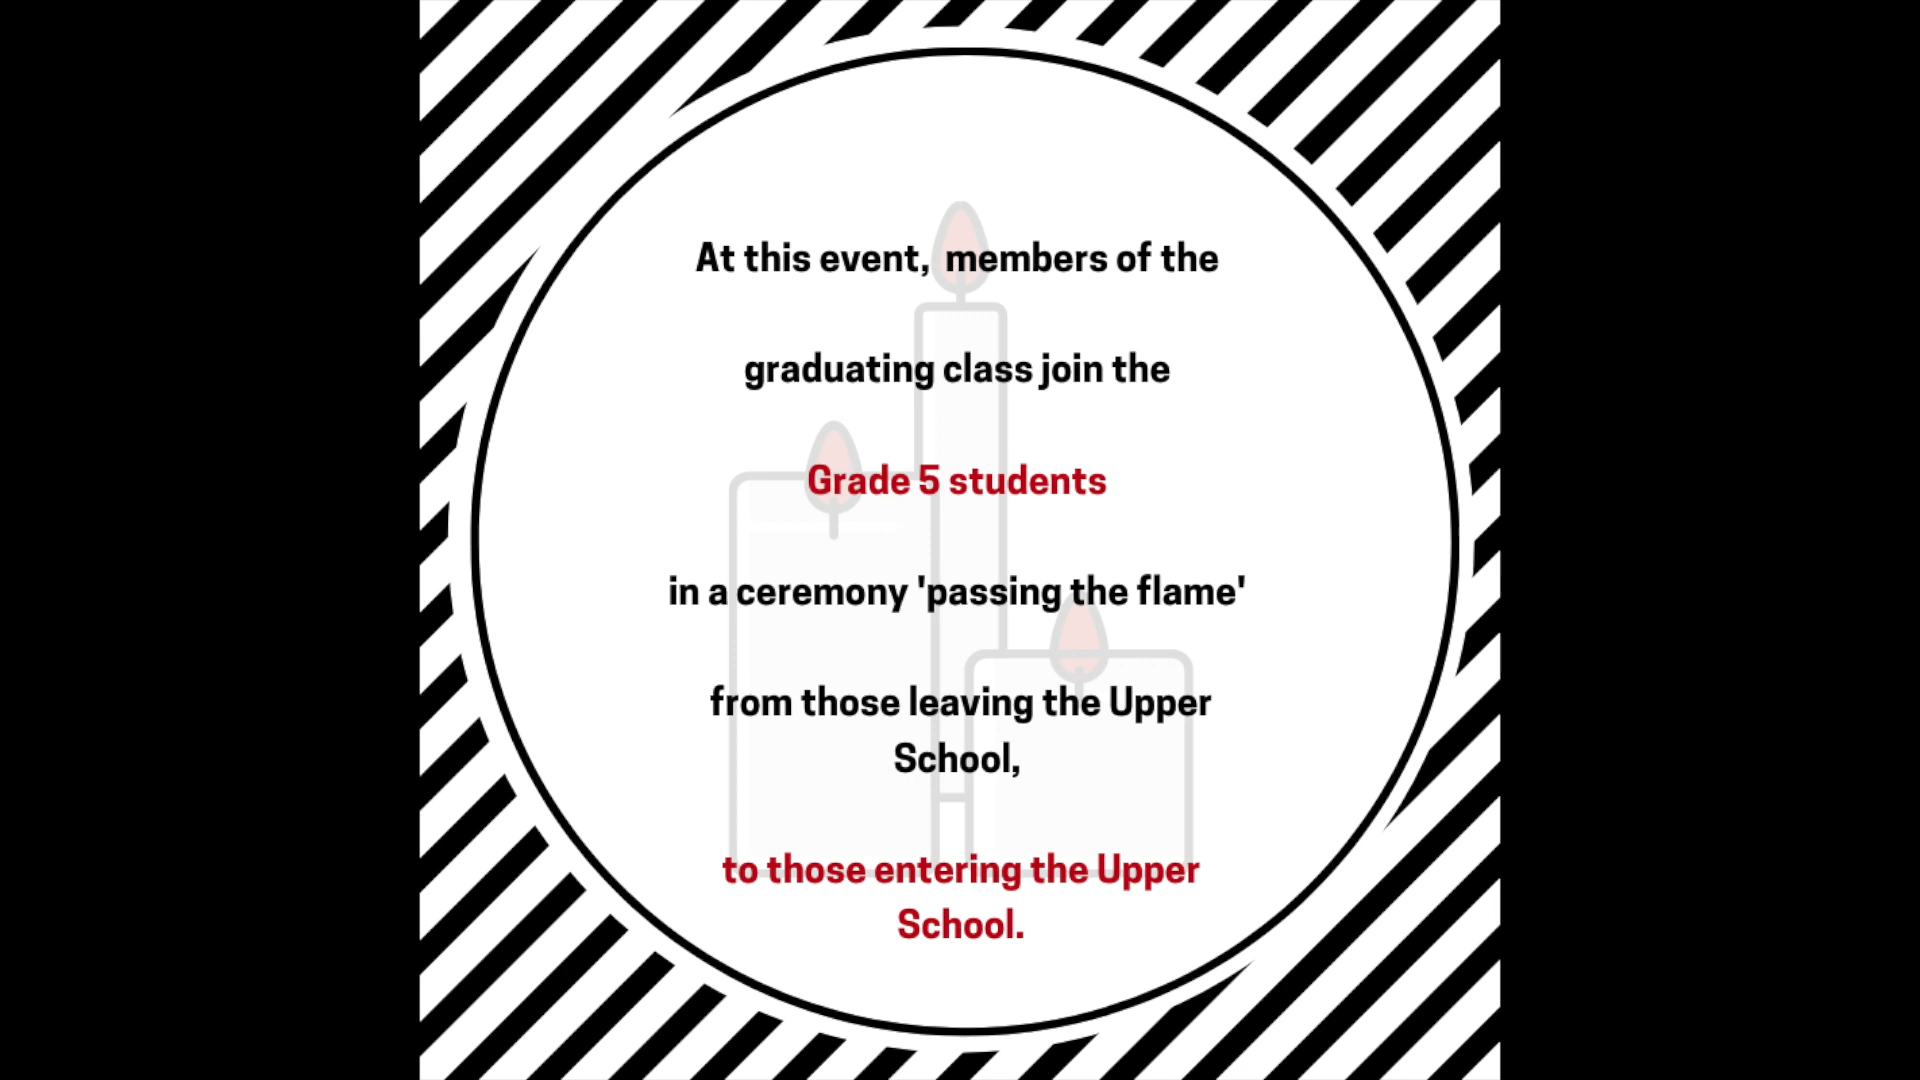 At this event,  members of the
graduating class join the
Grade 5 students
in a ceremony 'passing the flame'
from those leaving the Upper
School,
to those entering the Upper
School.